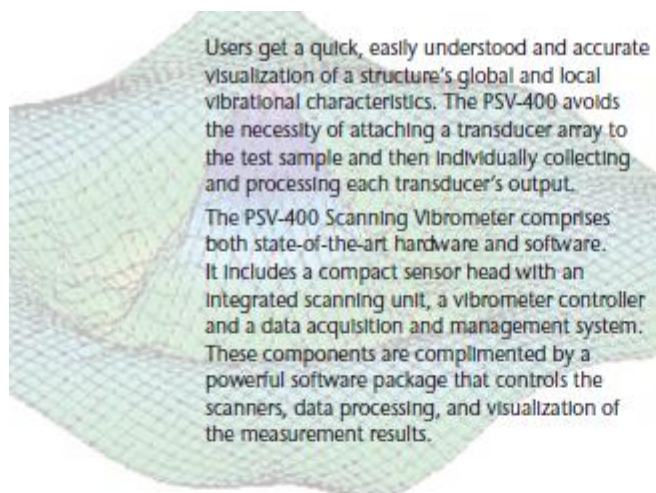 Users get a quick, easily understood and accurate
visualization of a structure's global and local
vibrational characteristics. The PSV-400 avoids
the necessity of attaching a transducer array to
the test sample and then individually collecting
and processing each transducer's output.
The PSV-400 Scanning Vibrometer comprises
both state-of-the-art hardware and software.
It includes a compact sensor head with an
integrated scanning unit, a vibrometer controller
and a data acquisition and management system.
These components are complimented by a
powerful software package that controls the
scanners, data processing, and visualization of
the measurement results.